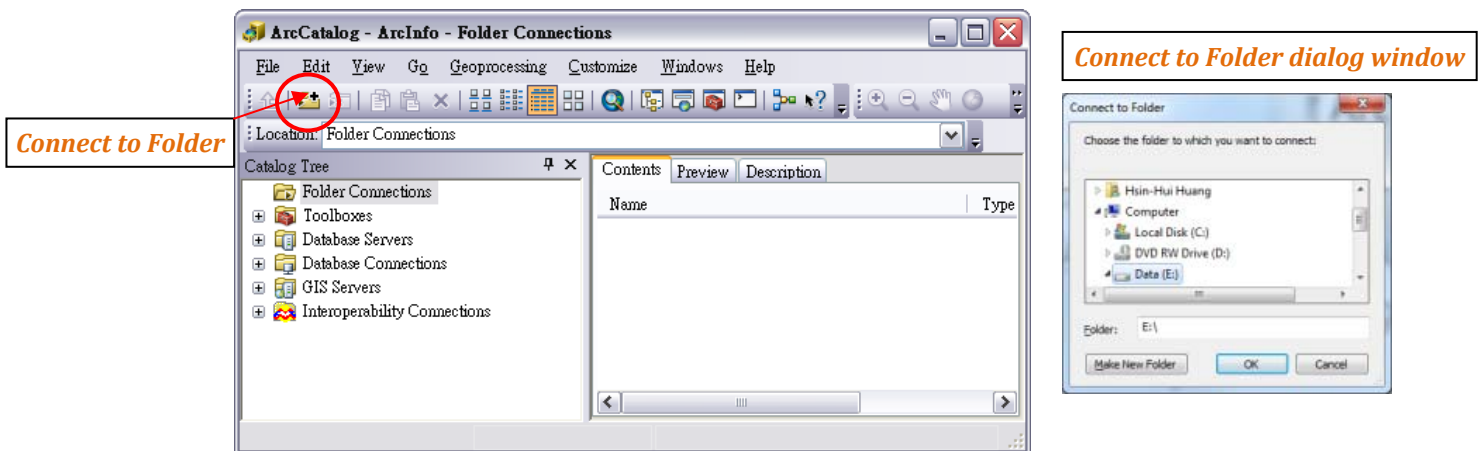 ArcCatalog - ArcInfo - Folder Connections
File Edit View Go Geoprocessing Customize Windows Help
Connect to Folder
Location: Folder Connections
Catalog Tree
Folder Connections
Toolboxes
Database Servers
Database Connections
GIS Servers
Interoperability Connections
Contents Preview Description
Name Type
Connect to Folder dialog window
Connect to Folder
Choose the folder to which you want to connect:
Hsin-Hui Huang
Computer
Local Disk (C:)
DVD RW Drive (D:)
Data (E:)
Folder: E:\
Make New Folder OK Cancel